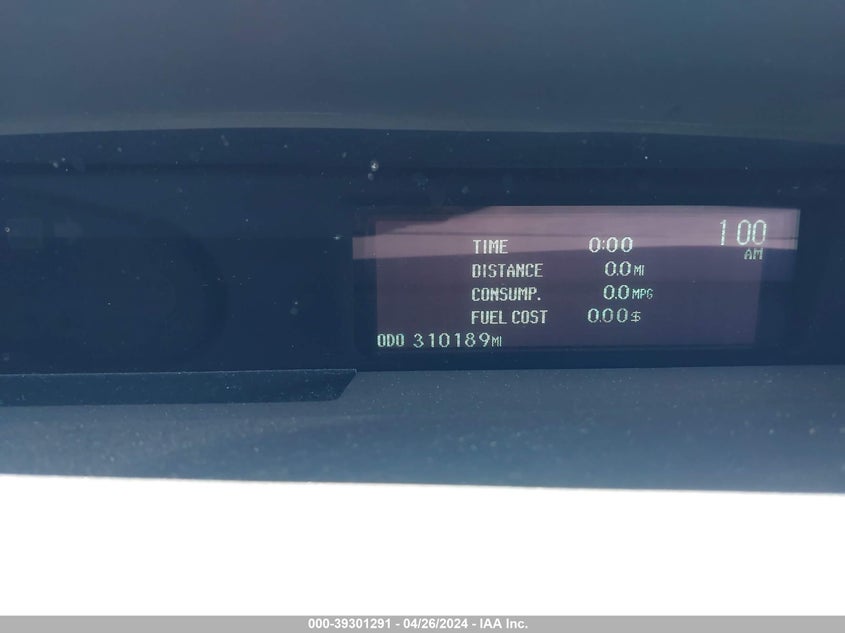 1:00
AM
TIME 0:00
DISTANCE 0.0 MI
CONSUMP. 0.0 MPG
FUEL COST 0.00 $
ODO 310189 MI
000-39301291 - 04/26/2024 - IAA Inc.